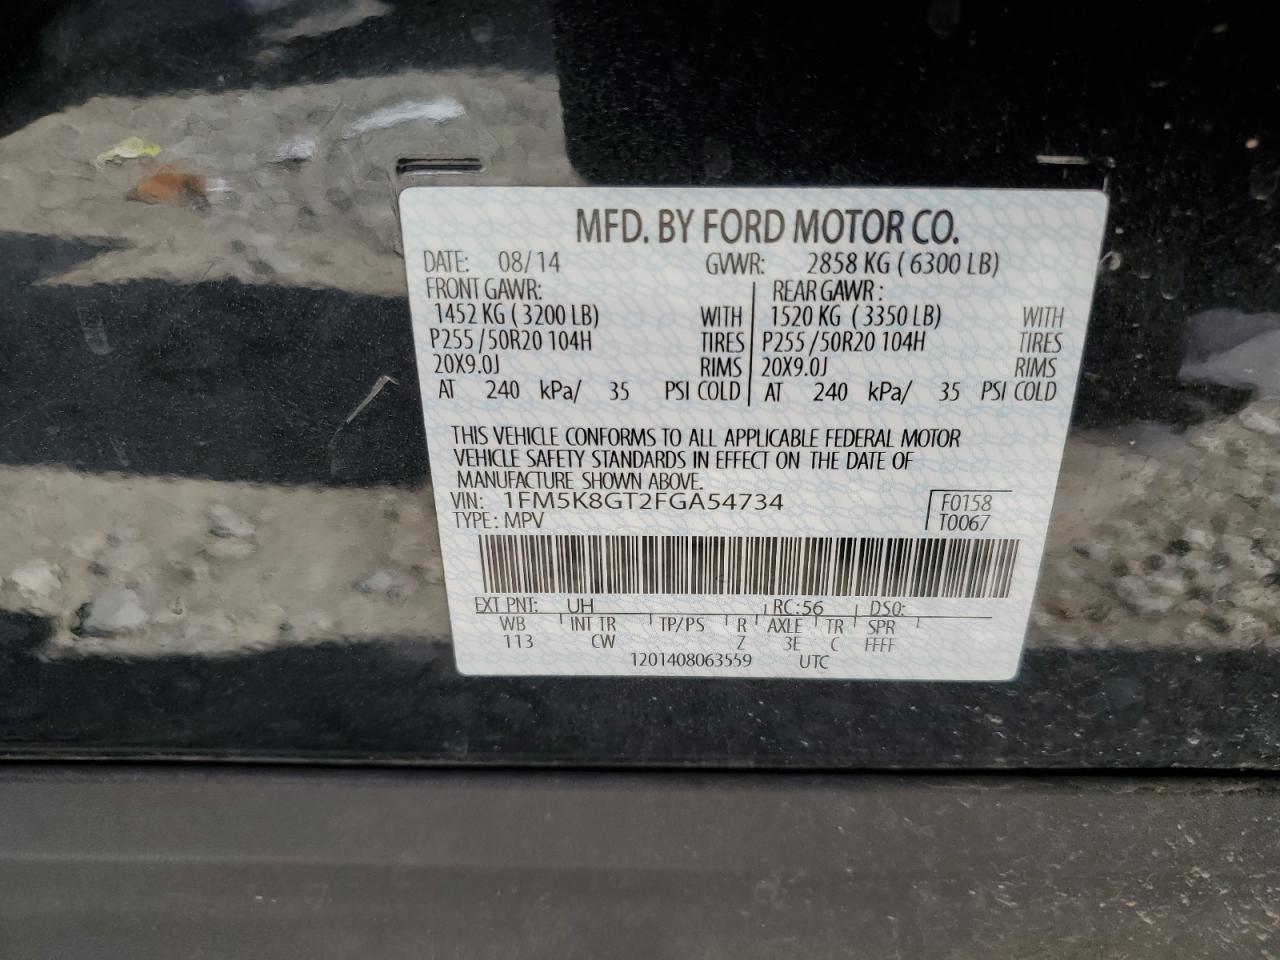 MFD. BY FORD MOTOR CO.
DATE: 08/14 GVWR: 2858 KG ( 6300 LB)
FRONT GAWR: REAR GAWR :
1452 KG ( 3200 LB) WITH 1520 KG ( 3350 LB) WITH
P255 /50R20 104H TIRES P255 /50R20 104H TIRES
20X9.0J RIMS 20X9.0J RIMS
AT 240 kPa/ 35 PSI COLD AT 240 kPa/ 35 PSI COLD
THIS VEHICLE CONFORMS TO ALL APPLICABLE FEDERAL MOTOR
VEHICLE SAFETY STANDARDS IN EFFECT ON THE DATE OF
MANUFACTURE SHOWN ABOVE.
VIN: 1FM5K8GT2FGA54734 F0158
TYPE: MPV T0067
EXT PNT: UH RC:56 DSO:
WB INT TR TP/PS R AXLE TR SPR
113 CW Z 3E C FFFF
1201408063559 UTC